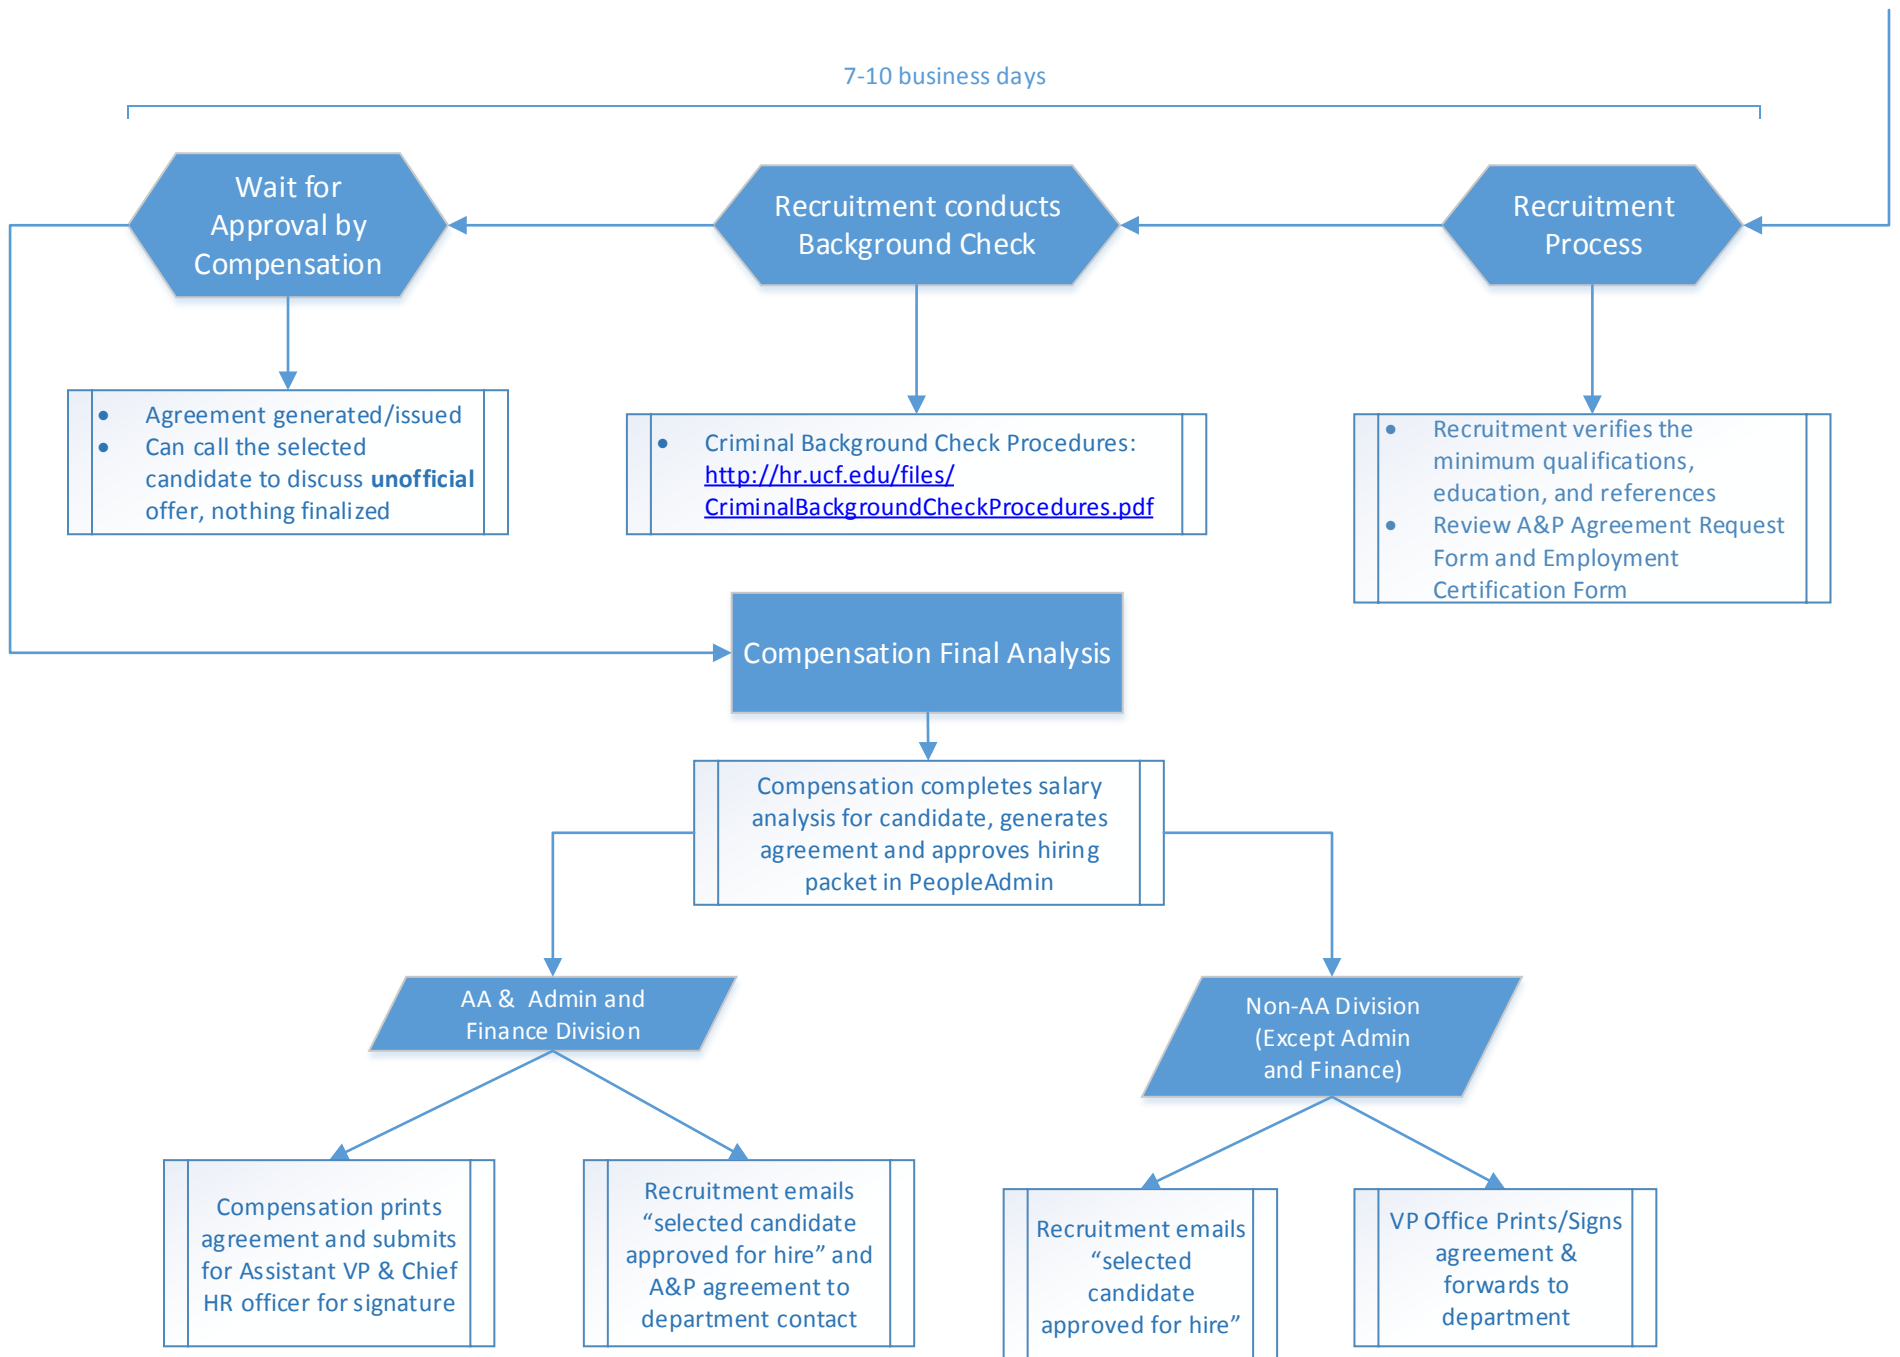 7-10 business days
Wait for
Approval by
Compensation
Recruitment conducts
Background Check
Recruitment
Process
• Agreement generated/issued
• Can call the selected
candidate to discuss unofficial
offer, nothing finalized
• Criminal Background Check Procedures:
http://hr.ucf.edu/files/
CriminalBackgroundCheckProcedures.pdf
• Recruitment verifies the
minimum qualifications,
education, and references
• Review A&P Agreement Request
Form and Employment
Certification Form
Compensation Final Analysis
Compensation completes salary
analysis for candidate, generates
agreement and approves hiring
packet in PeopleAdmin
AA & Admin and
Finance Division
Non-AA Division
(Except Admin
and Finance)
Compensation prints
agreement and submits
for Assistant VP & Chief
HR officer for signature
Recruitment emails
“selected candidate
approved for hire” and
A&P agreement to
department contact
Recruitment emails
“selected
candidate
approved for hire”
VP Office Prints/Signs
agreement &
forwards to
department